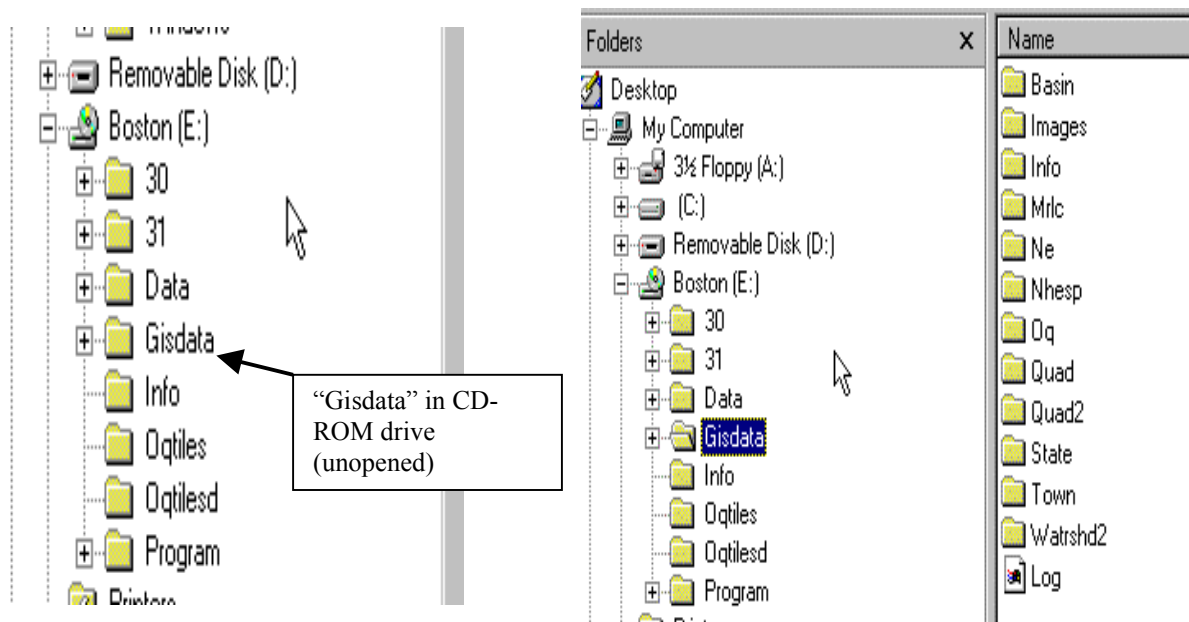 Removable Disk (D:)
Boston (E:)
30
31
Data
Gisdata
Info
Oqtiles
Oqtilesd
Program
Printers
“Gisdata” in CD-
ROM drive
(unopened)
Folders
Desktop
My Computer
3½ Floppy (A:)
(C:)
Removable Disk (D:)
Boston (E:)
30
31
Data
Gisdata
Info
Oqtiles
Oqtilesd
Program
Name
Basin
Images
Info
Mrlc
Ne
Nhesp
Oq
Quad
Quad2
State
Town
Watrshd2
Log